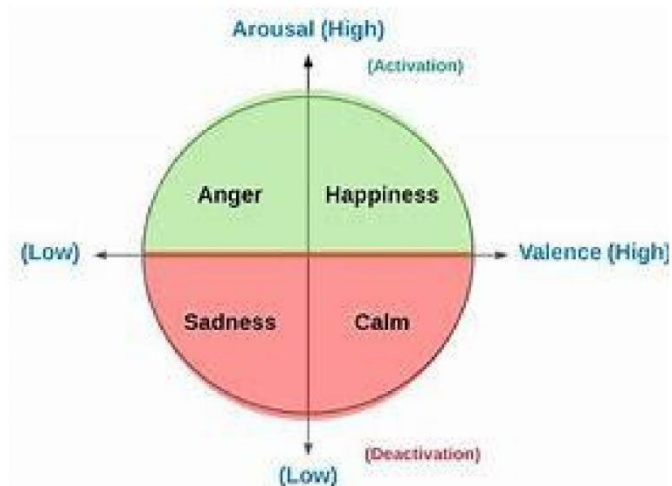 Arousal (High)
(Activation)
Anger
Happiness
(Low)
Valence (High)
Sadness
Calm
(Deactivation)
(Low)